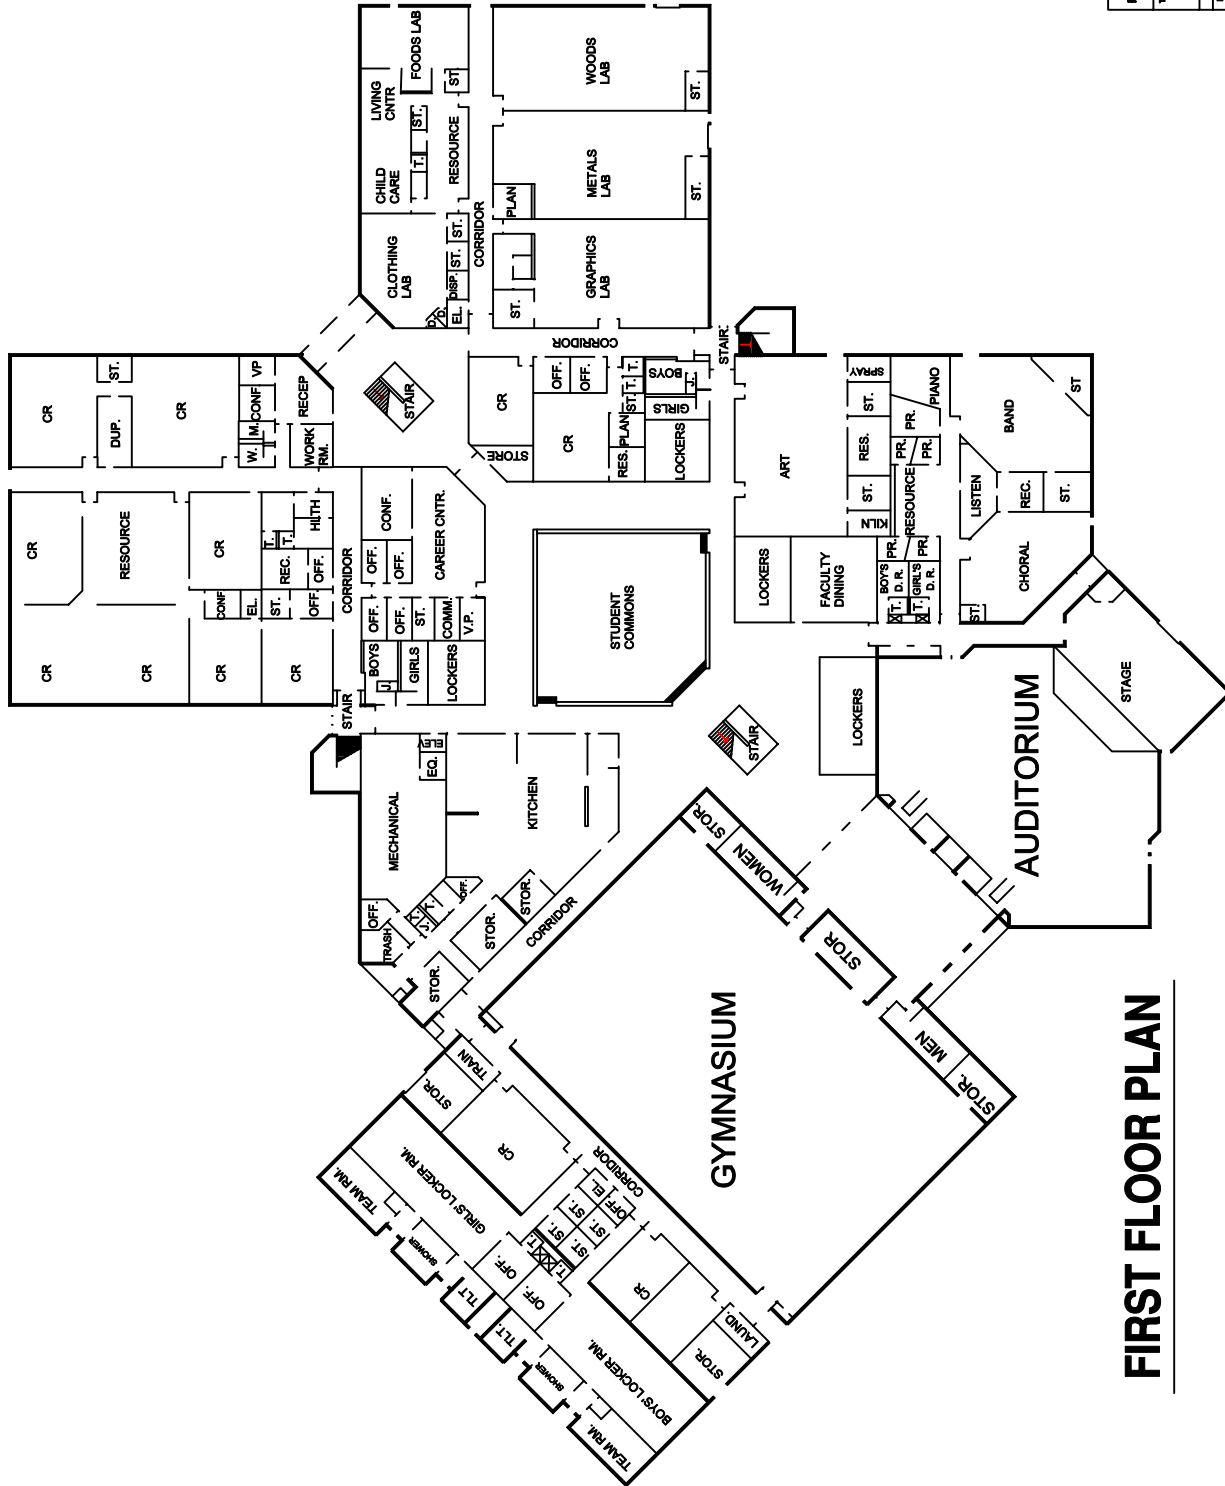 FOODS LAB
LIVING
CNTR
ST.
ST.
T.
CHILD
CARE
RESOURCE
WOODS
LAB
ST.
METALS
LAB
ST.
PLAN
CORRIDOR
CLOTHING
LAB
ST.
ST.
DISP.
EL.
D.
D.
ST.
GRAPHICS
LAB
CORRIDOR
STAIR.
CR
ST.
DUP.
CR
VP
CONF.
M.
W.
RECEP
WORK
RM.
STAIR
CR
OFF.
OFF.
CR
STORE
T.
T.
ST.
BOYS
J.
GIRLS
PLAN
RES.
LOCKERS
CR
RESOURCE
CR
HLTH
T.
T.
REC.
OFF.
CONF
EL.
ST.
OFF.
CORRIDOR
CR
CR
CR
CR
CONF.
CAREER CNTR.
OFF.
OFF.
OFF.
OFF.
ST.
COMM.
V.P.
BOYS
J.
GIRLS
LOCKERS
STAIR
STUDENT
COMMONS
ART
SPRAY
ST.
RES.
ST.
KILN
PIANO
PR.
PR.
PR.
RESOURCE
PR.
PR.
BAND
ST
LISTEN
REC.
ST.
CHORAL
ST.
LOCKERS
FACULTY
DINING
BOY'S
D. R.
GIRL'S
D. R.
T.
T.
STAGE
AUDITORIUM
LOCKERS
STAIR
MECHANICAL
ELEV
EQ.
KITCHEN
OFF.
TRASH
K.
K.
J.
OFF.
STOR.
STOR.
STOR.
CORRIDOR
STOR.
WOMEN
STOR
MEN
STOR.
GYMNASIUM
TRAIN
STOR.
CR
GIRLS' LOCKER RM.
TEAM RM.
SHOWER
TLT.
TLT.
SHOWER
TEAM RM.
BOYS' LOCKER RM.
OFF.
OFF.
T.
T.
ST.
ST.
ST.
ST.
EL.
OFF
CORRIDOR
CR
LAUND.
STOR.
FIRST FLOOR PLAN